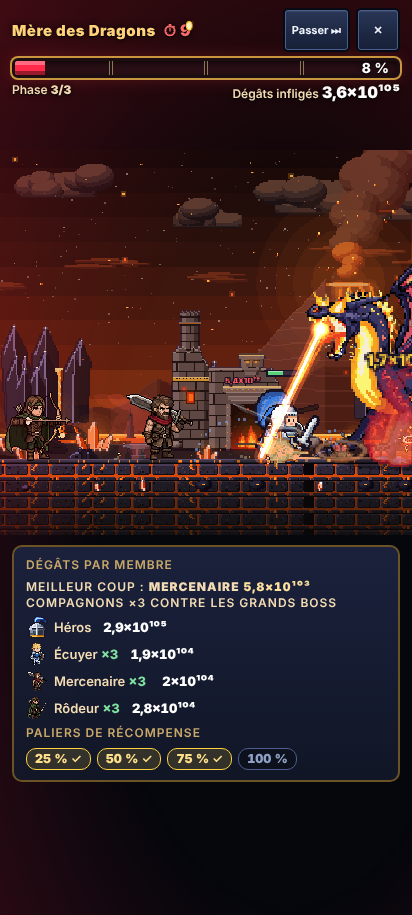 Mère des Dragons ⏱ 9
Passer ⏭
×
8 %
Phase 3/3
Dégâts infligés 3,6×10¹⁰⁵
DÉGÂTS PAR MEMBRE
MEILLEUR COUP : MERCENAIRE 5,8×10¹⁰³
COMPAGNONS ×3 CONTRE LES GRANDS BOSS
Héros 2,9×10¹⁰⁵
Écuyer ×3 1,9×10¹⁰⁴
Mercenaire ×3 2×10¹⁰⁴
Rôdeur ×3 2,8×10¹⁰⁴
PALIERS DE RÉCOMPENSE
25 % ✓ 50 % ✓ 75 % ✓ 100 %